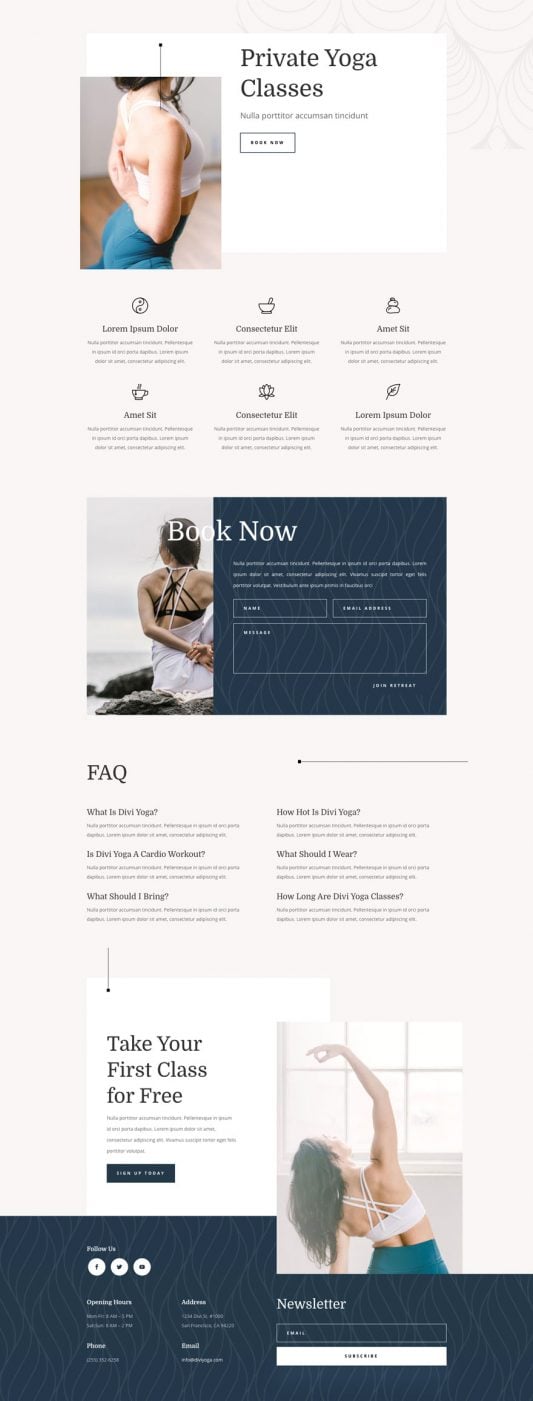 Private Yoga
Classes
Nulla porttitor accumsan tincidunt
BOOK NOW
Lorem Ipsum Dolor
Nulla porttitor accumsan tincidunt. Pellentesque
in ipsum id orci porta dapibus. Lorem ipsum
dolor sit amet, consectetur adipiscing elit.
Consectetur Elit
Nulla porttitor accumsan tincidunt. Pellentesque
in ipsum id orci porta dapibus. Lorem ipsum
dolor sit amet, consectetur adipiscing elit.
Amet Sit
Nulla porttitor accumsan tincidunt. Pellentesque
in ipsum id orci porta dapibus. Lorem ipsum
dolor sit amet, consectetur adipiscing elit.
Amet Sit
Nulla porttitor accumsan tincidunt. Pellentesque
in ipsum id orci porta dapibus. Lorem ipsum
dolor sit amet, consectetur adipiscing elit.
Consectetur Elit
Nulla porttitor accumsan tincidunt. Pellentesque
in ipsum id orci porta dapibus. Lorem ipsum
dolor sit amet, consectetur adipiscing elit.
Lorem Ipsum Dolor
Nulla porttitor accumsan tincidunt. Pellentesque
in ipsum id orci porta dapibus. Lorem ipsum
dolor sit amet, consectetur adipiscing elit.
Book Now
Nulla porttitor accumsan tincidunt. Pellentesque in ipsum id orci porta dapibus. Lorem
ipsum dolor sit amet, consectetur adipiscing elit. Vivamus suscipit tortor eget felis
porttitor volutpat. Vestibulum ante ipsum primis in faucibus orci
NAME
EMAIL ADDRESS
MESSAGE
JOIN RETREAT
FAQ
What Is Divi Yoga?
Nulla porttitor accumsan tincidunt. Pellentesque in ipsum id orci porta
dapibus. Lorem ipsum dolor sit amet, consectetur adipiscing elit.
Is Divi Yoga A Cardio Workout?
Nulla porttitor accumsan tincidunt. Pellentesque in ipsum id orci porta
dapibus. Lorem ipsum dolor sit amet, consectetur adipiscing elit.
What Should I Bring?
Nulla porttitor accumsan tincidunt. Pellentesque in ipsum id orci porta
dapibus. Lorem ipsum dolor sit amet, consectetur adipiscing elit.
How Hot Is Divi Yoga?
Nulla porttitor accumsan tincidunt. Pellentesque in ipsum id orci porta
dapibus. Lorem ipsum dolor sit amet, consectetur adipiscing elit.
What Should I Wear?
Nulla porttitor accumsan tincidunt. Pellentesque in ipsum id orci porta
dapibus. Lorem ipsum dolor sit amet, consectetur adipiscing elit.
How Long Are Divi Yoga Classes?
Nulla porttitor accumsan tincidunt. Pellentesque in ipsum id orci porta
dapibus. Lorem ipsum dolor sit amet, consectetur adipiscing elit.
Take Your
First Class
for Free
Nulla porttitor accumsan tincidunt. Pellentesque in ipsum
id orci porta dapibus. Lorem ipsum dolor sit amet,
consectetur adipiscing elit. Vivamus suscipit tortor eget felis
porttitor volutpat.
SIGN UP TODAY
Follow Us
Opening Hours
Mon-Fri: 8 AM – 5 PM
Sat-Sun: 8 AM – 2 PM
Address
1234 Divi St. #1000
San Francisco, CA 94220
Phone
(255) 352-6258
Email
info@diviyoga.com
Newsletter
EMAIL
SUBSCRIBE